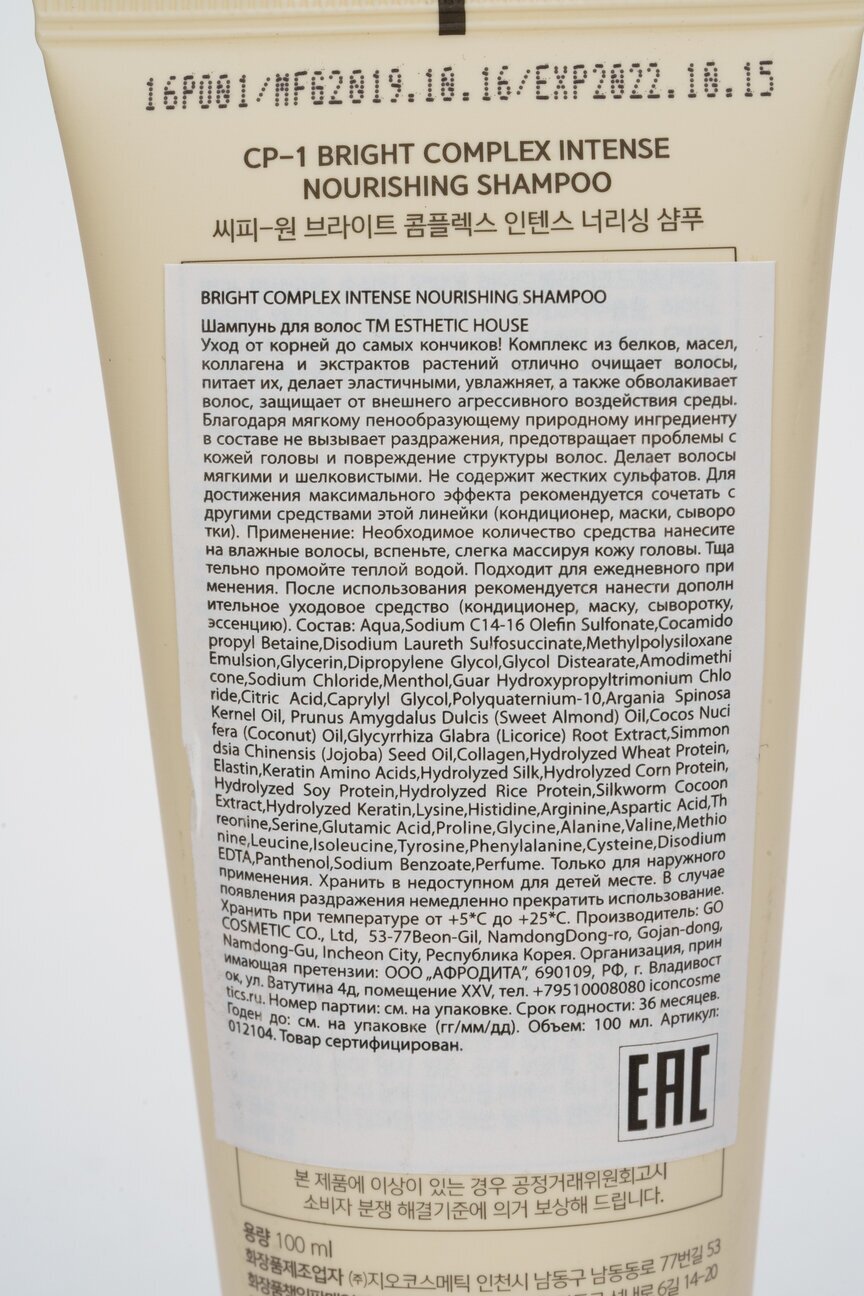 16P001/MFG2019.10.16/EXP2022.10.15
CP-1 BRIGHT COMPLEX INTENSE
NOURISHING SHAMPOO
씨피-원 브라이트 콤플렉스 인텐스 너리싱 샴푸
BRIGHT COMPLEX INTENSE NOURISHING SHAMPOO
Шампунь для волос TM ESTHETIC HOUSE
Уход от корней до самых кончиков! Комплекс из белков, масел,
коллагена и экстрактов растений отлично очищает волосы,
питает их, делает эластичными, увлажняет, а также обволакивает
волос, защищает от внешнего агрессивного воздействия среды.
Благодаря мягкому пенообразующему природному ингредиенту
в составе не вызывает раздражения, предотвращает проблемы с
кожей головы и повреждение структуры волос. Делает волосы
мягкими и шелковистыми. Не содержит жестких сульфатов. Для
достижения максимального эффекта рекомендуется сочетать с
другими средствами этой линейки (кондиционер, маски, сыворо
тки). Применение: Необходимое количество средства нанесите
на влажные волосы, вспеньте, слегка массируя кожу головы. Тща
тельно промойте теплой водой. Подходит для ежедневного при
менения. После использования рекомендуется нанести дополн
ительное уходовое средство (кондиционер, маску, сыворотку,
эссенцию). Состав: Aqua,Sodium C14-16 Olefin Sulfonate,Cocamido
propyl Betaine,Disodium Laureth Sulfosuccinate,Methylpolysiloxane
Emulsion,Glycerin,Dipropylene Glycol,Glycol Distearate,Amodimethi
cone,Sodium Chloride,Menthol,Guar Hydroxypropyltrimonium Chlo
ride,Citric Acid,Caprylyl Glycol,Polyquaternium-10,Argania Spinosa
Kernel Oil, Prunus Amygdalus Dulcis (Sweet Almond) Oil,Cocos Nuci
fera (Coconut) Oil,Glycyrrhiza Glabra (Licorice) Root Extract,Simmon
dsia Chinensis (Jojoba) Seed Oil,Collagen,Hydrolyzed Wheat Protein,
Elastin,Keratin Amino Acids,Hydrolyzed Silk,Hydrolyzed Corn Protein,
Hydrolyzed Soy Protein,Hydrolyzed Rice Protein,Silkworm Cocoon
Extract,Hydrolyzed Keratin,Lysine,Histidine,Arginine,Aspartic Acid,Th
reonine,Serine,Glutamic Acid,Proline,Glycine,Alanine,Valine,Methio
nine,Leucine,Isoleucine,Tyrosine,Phenylalanine,Cysteine,Disodium
EDTA,Panthenol,Sodium Benzoate,Perfume. Только для наружного
применения. Хранить в недоступном для детей месте. В случае
появления раздражения немедленно прекратить использование.
Хранить при температуре от +5*С до +25*С. Производитель: GO
COSMETIC CO., Ltd, 53-77Beon-Gil, NamdongDong-ro, Gojan-dong,
Namdong-Gu, Incheon City, Республика Корея. Организация, прин
имающая претензии: ООО „АФРОДИТА", 690109, РФ, г. Владивост
ок, ул. Ватутина 4д, помещение XXV, тел. +79510008080 iconcosme
tics.ru. Номер партии: см. на упаковке. Срок годности: 36 месяцев.
Годен до: см. на упаковке (гг/мм/дд). Объем: 100 мл. Артикул:
012104. Товар сертифицирован.
EAC
본 제품에 이상이 있는 경우 공정거래위원회고시
소비자 분쟁 해결기준에 의거 보상해 드립니다.
용량 100 ml
화장품제조업자 (주)지오코스메틱 인천시 남동구 남동동로 77번길 53
6길 14-20